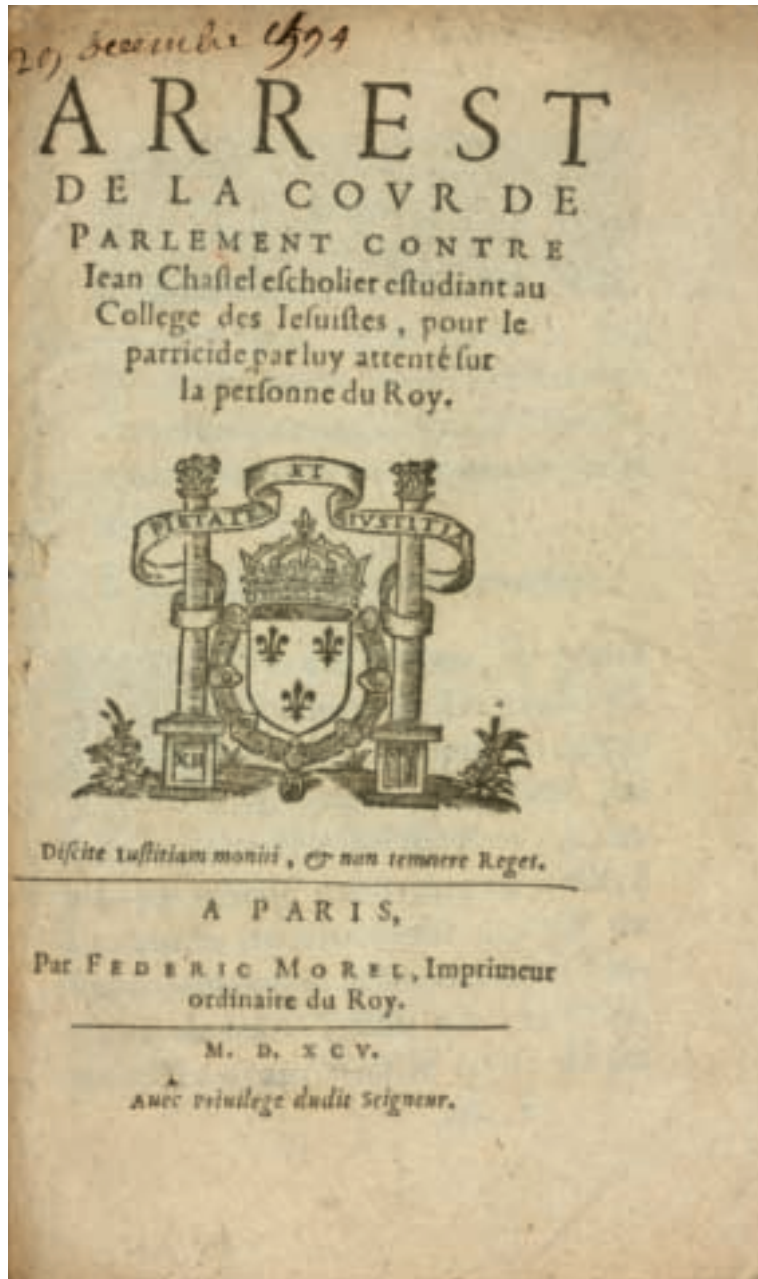 29 decembre 1594
ARREST
DE LA COVR DE
PARLEMENT CONTRE
Iean Chaſtel eſcholier eſtudiant au
College des Ieſuiſtes, pour le
parricide par luy attenté ſur
la perſonne du Roy.
ET
PIETATE IVSTITIA
XII
Diſcite Iuſtitiam moniti, & non temnere Reges.
A PARIS,
Par FEDERIC MOREL, Imprimeur
ordinaire du Roy.
M. D. XCV.
Auec priuilege dudit Seigneur.